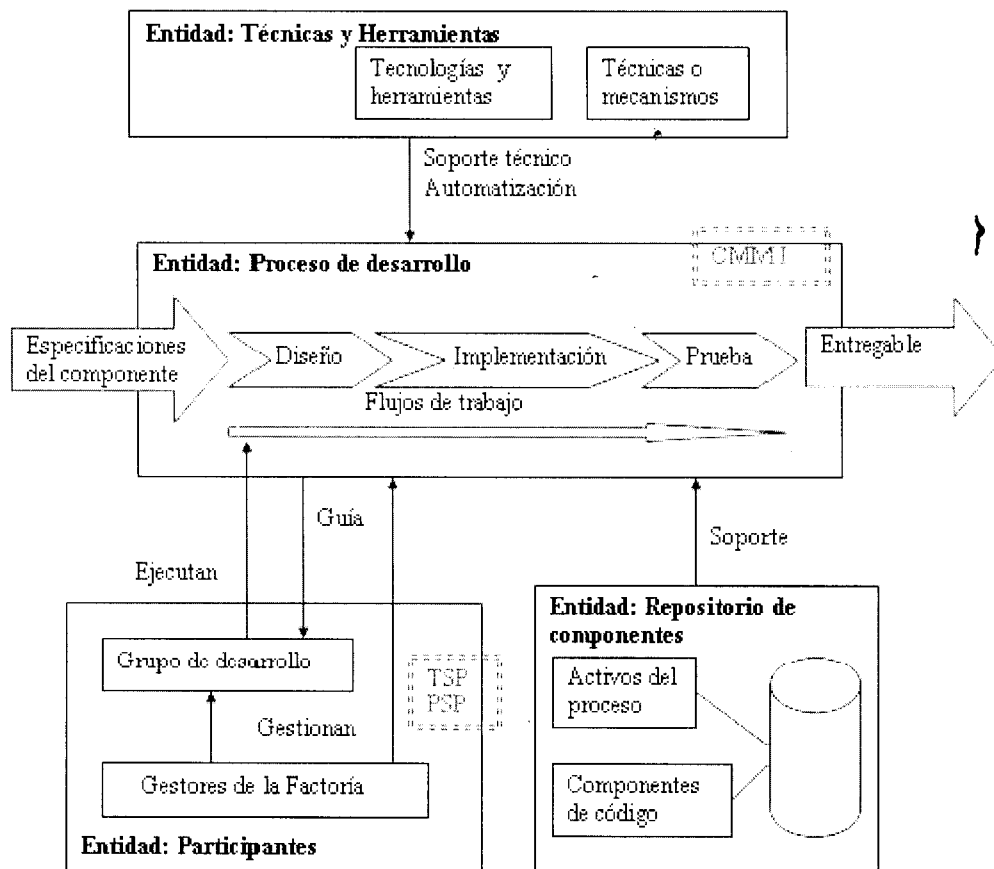 Entidad: Técnicas y Herramientas
Tecnologías y
herramientas
Técnicas o
mecanismos
Soporte técnico
Automatización
CMMI
Entidad: Proceso de desarrollo
Especificaciones
del componente
Diseño
Implementación
Prueba
Entregable
Flujos de trabajo
Guía
Soporte
Ejecutan
Entidad: Repositorio de
componentes
Grupo de desarrollo
TSP
PSP
Activos del
proceso
Gestionan
Gestores de la Factoría
Componentes
de código
Entidad: Participantes